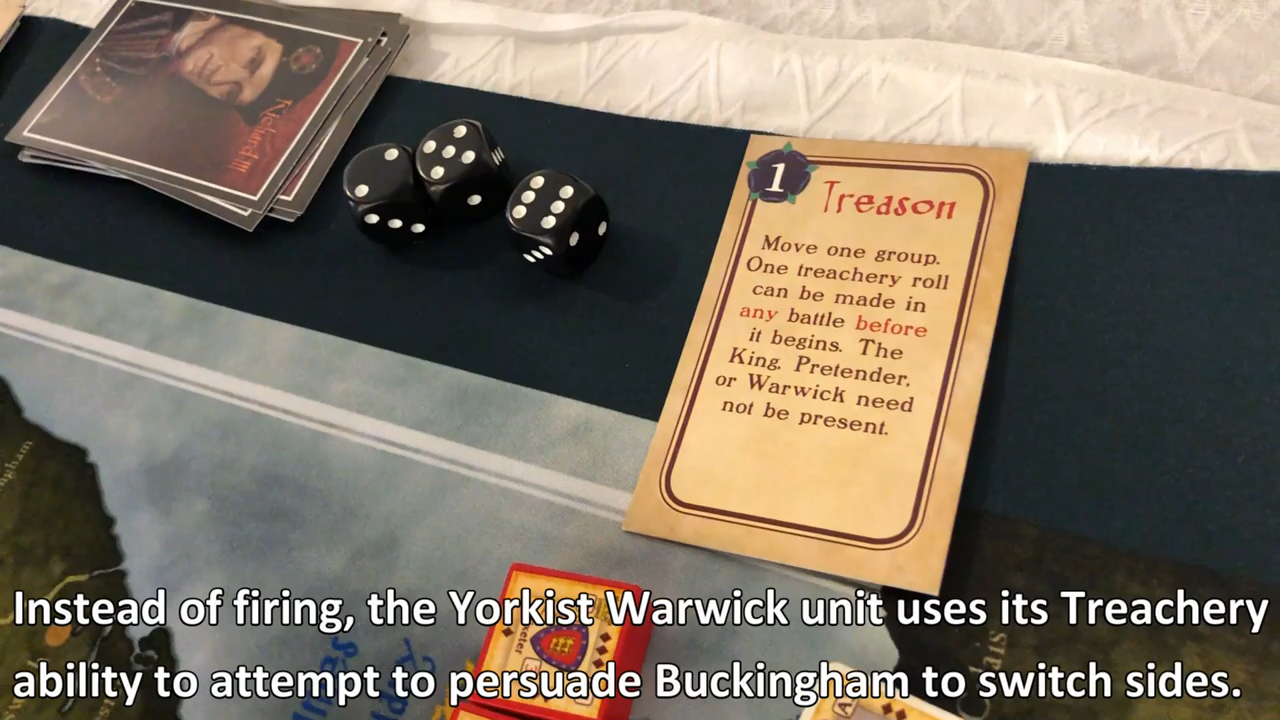 Richard III
1
Treason
Move one group.
One treachery roll
can be made in
any battle before
it begins. The
King, Pretender,
or Warwick need
not be present.
Instead of firing, the Yorkist Warwick unit uses its Treachery
ability to attempt to persuade Buckingham to switch sides.